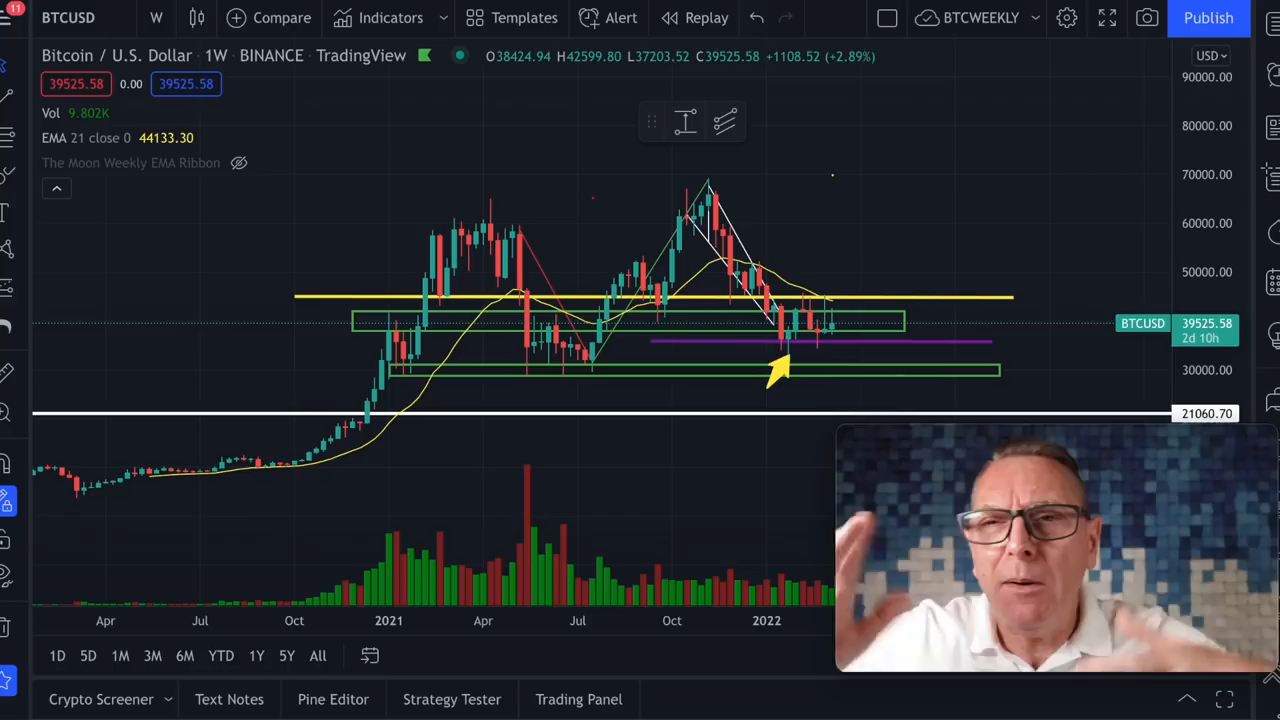 11
BTCUSD W Compare Indicators Templates Alert Replay BTCWEEKLY Publish
Bitcoin / U.S. Dollar · 1W · BINANCE · TradingView O38424.94 H42599.80 L37203.52 C39525.58 +1108.52 (+2.89%) USD
39525.58 0.00 39525.58
Vol 9.802K
EMA 21 close 0 44133.30
The Moon Weekly EMA Ribbon
90000.00
80000.00
70000.00
60000.00
50000.00
BTCUSD 39525.58
2d 10h
30000.00
21060.70
Apr Jul Oct 2021 Apr Jul Oct 2022
1D 5D 1M 3M 6M YTD 1Y 5Y All
Crypto Screener Text Notes Pine Editor Strategy Tester Trading Panel